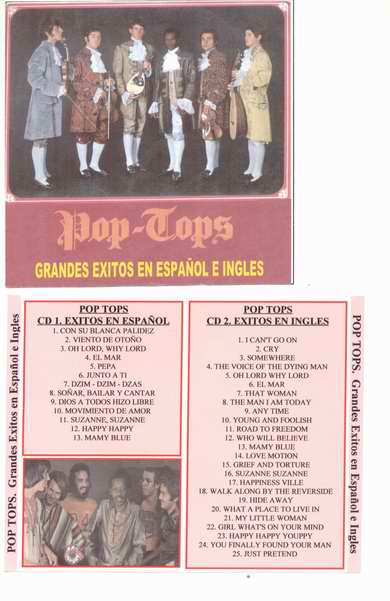 Pop-Tops
GRANDES EXITOS EN ESPAÑOL E INGLES
POP TOPS. Grandes Exitos en Español e Ingles
POP TOPS
CD 1. EXITOS EN ESPAÑOL
1. CON SU BLANCA PALIDEZ
2. VIENTO DE OTOÑO
3. OH LORD, WHY LORD
4. EL MAR
5. PEPA
6. JUNTO A TI
7. DZIM - DZIM - DZAS
8. SOÑAR, BAILAR Y CANTAR
9. DIOS A TODOS HIZO LIBRE
10. MOVIMIENTO DE AMOR
11. SUZANNE, SUZANNE
12. HAPPY HAPPY
13. MAMY BLUE
POP TOPS
CD 2. EXITOS EN INGLES
1. I CAN'T GO ON
2. CRY
3. SOMEWHERE
4. THE VOICE OF THE DYING MAN
5. OH LORD WHY LORD
6. EL MAR
7. THAT WOMAN
8. THE MAN I AM TODAY
9. ANY TIME
10. YOUNG AND FOOLISH
11. ROAD TO FREEDOM
12. WHO WILL BELIEVE
13. MAMY BLUE
14. LOVE MOTION
15. GRIEF AND TORTURE
16. SUZANNE SUZANNE
17. HAPPINESS VILLE
18. WALK ALONG BY THE REVERSIDE
19. HIDE AWAY
20. WHAT A PLACE TO LIVE IN
21. MY LITTLE WOMAN
22. GIRL WHAT'S ON YOUR MIND
23. HAPPY HAPPY YOUPPY
24. YOU FINALLY FOUND YOUR MAN
25. JUST PRETEND
POP TOPS. Grandes Exitos en Español e Ingles